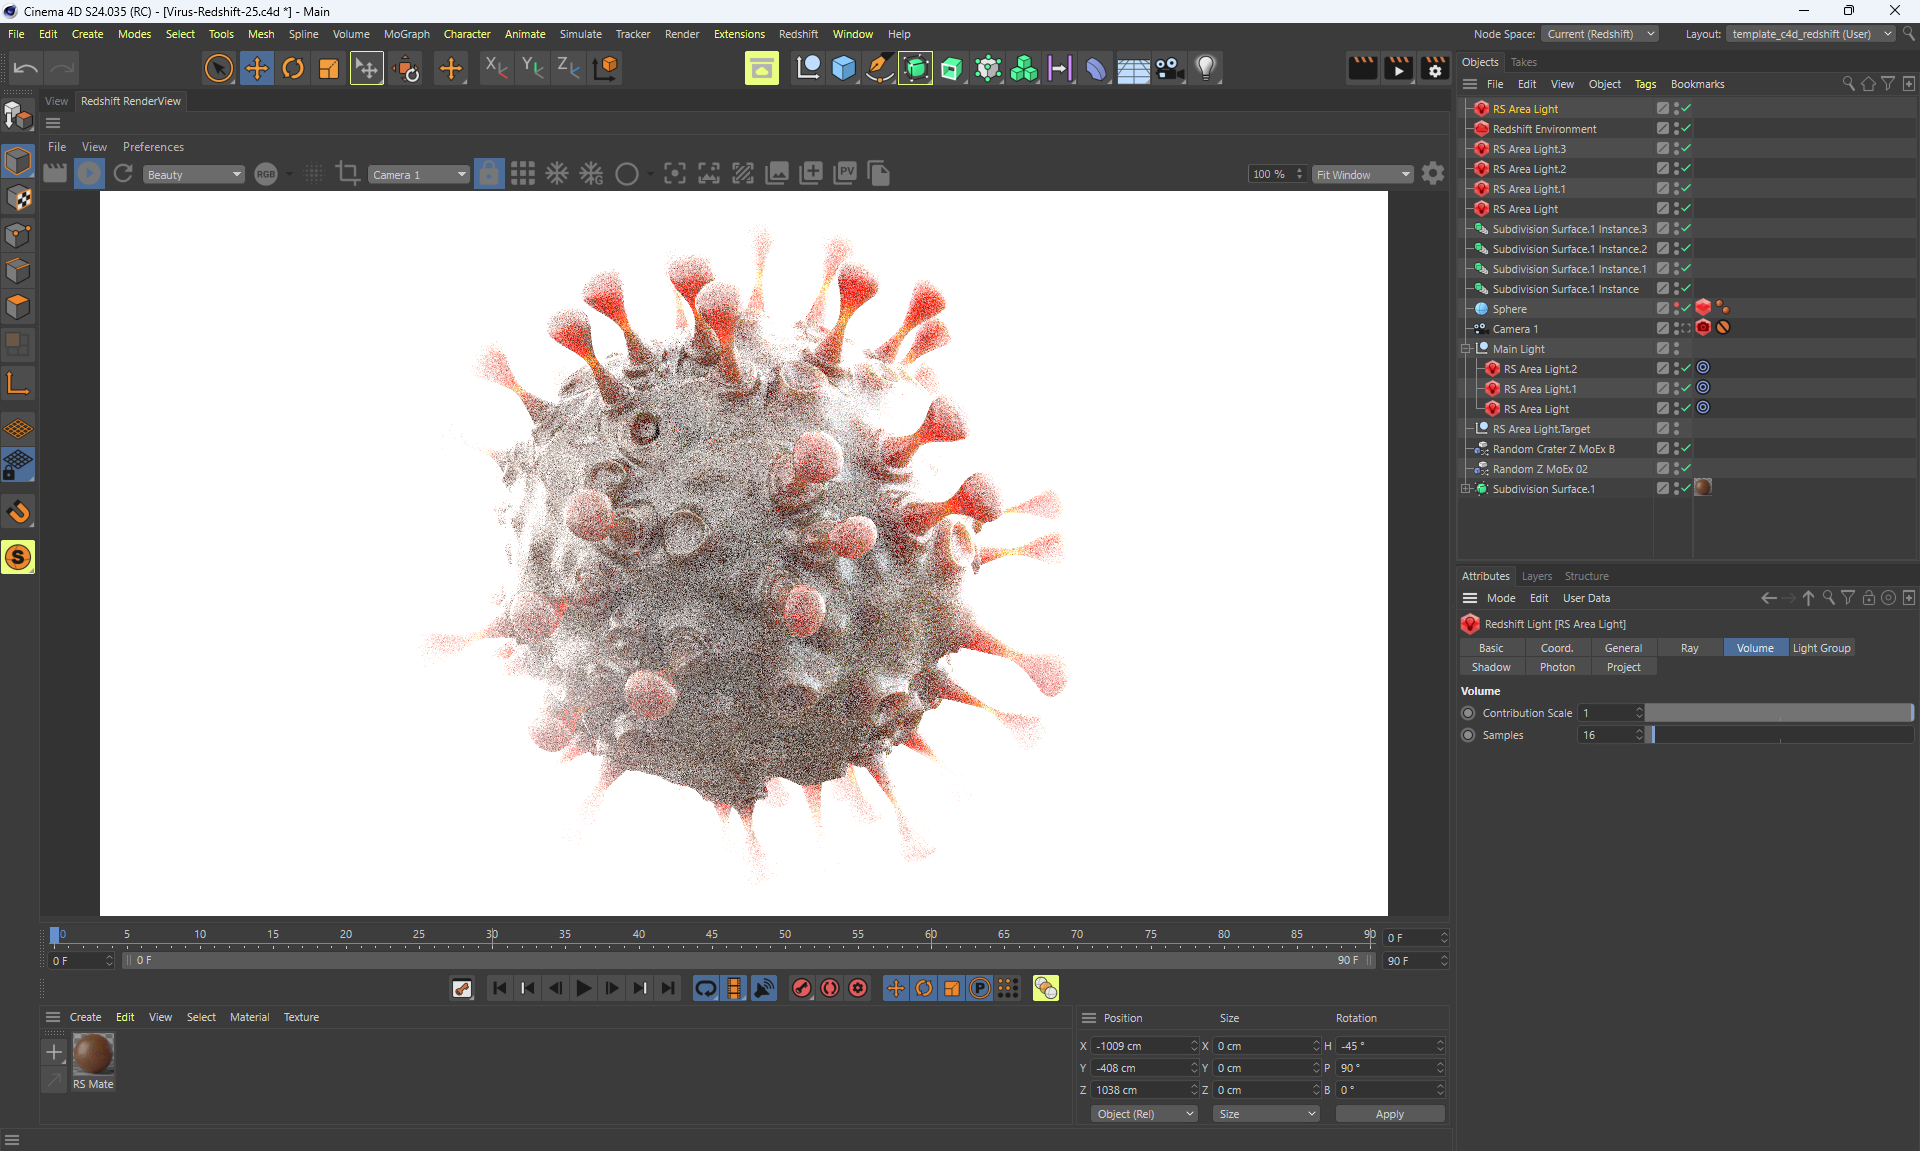 Cinema 4D S24.035 (RC) - [Virus-Redshift-25.c4d *] - Main
File Edit Create Modes Select Tools Mesh Spline Volume MoGraph Character Animate Simulate Tracker Render Extensions Redshift Window Help
Node Space: Current (Redshift) Layout: template_c4d_redshift (User)
X Y Z
View Redshift RenderView
File View Preferences
Beauty RGB Camera 1 G PV 100 % Fit Window
Objects Takes
File Edit View Object Tags Bookmarks
RS Area Light
Redshift Environment
RS Area Light.3
RS Area Light.2
RS Area Light.1
RS Area Light
Subdivision Surface.1 Instance.3
Subdivision Surface.1 Instance.2
Subdivision Surface.1 Instance.1
Subdivision Surface.1 Instance
Sphere
Camera 1
Main Light
RS Area Light.2
RS Area Light.1
RS Area Light
RS Area Light.Target
Random Crater Z MoEx B
Random Z MoEx 02
Subdivision Surface.1
Attributes Layers Structure
Mode Edit User Data
Redshift Light [RS Area Light]
Basic Coord. General Ray Volume Light Group
Shadow Photon Project
Volume
Contribution Scale 1
Samples 16
S
0 5 10 15 20 25 30 35 40 45 50 55 60 65 70 75 80 85 90 0 F
0 F 0 F 90 F 90 F
P
Create Edit View Select Material Texture
RS Mate
Position Size Rotation
X -1009 cm X 0 cm H -45 °
Y -408 cm Y 0 cm P 90 °
Z 1038 cm Z 0 cm B 0 °
Object (Rel) Size Apply